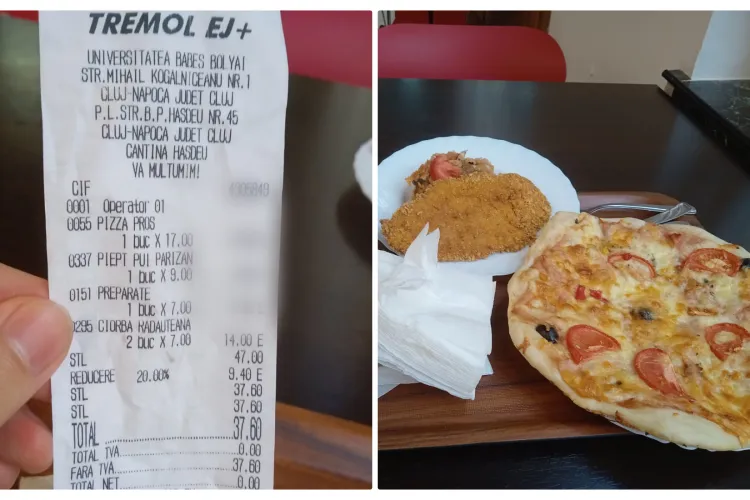 TREMOL EJ+
UNIVERSITATEA BABES BOLYAI
STR.MIHAIL KOGALNICEANU NR.1
CLUJ-NAPOCA JUDET CLUJ
P.L.STR.B.P.HASDEU NR.45
CLUJ-NAPOCA JUDET CLUJ
CANTINA HASDEU
VA MULTUMIM!
CIF
0001 Operator 01
0055 PIZZA PROS
1 buc X 17.00
0337 PIEPT PUI PARIZAN
1 buc X 9.00
0151 PREPARATE
1 buc X 7.00
0295 CIORBA RADAUTEANA
2 buc X 7.00 14.00 E
STL 47.00
REDUCERE 20.00% 9.40 E
STL 37.60
STL 37.60
TOTAL 37.60
TOTAL TVA 0.00
FARA TVA 37.60
TOTAL NET 0.00